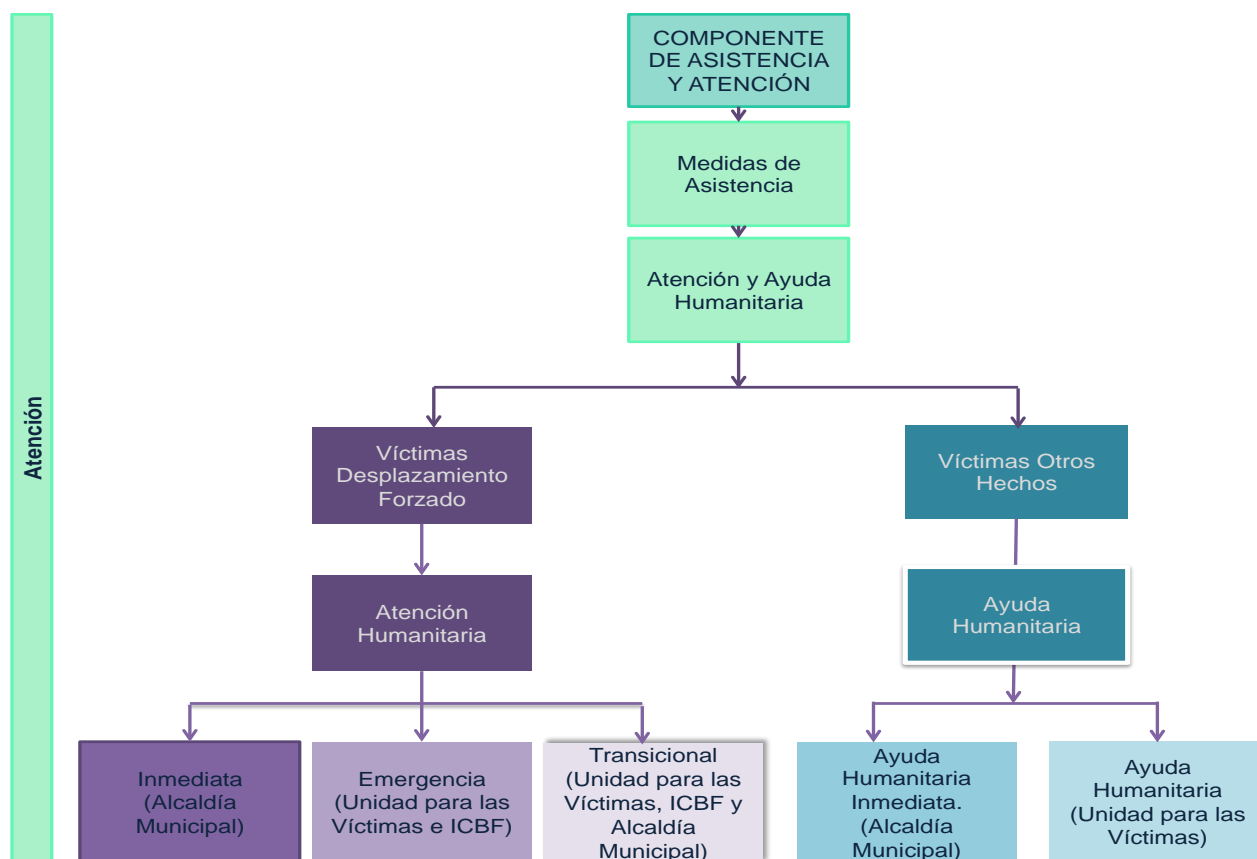 COMPONENTE
DE ASISTENCIA
Y ATENCIÓN
Medidas de
Asistencia
Atención y Ayuda
Humanitaria
Atención
Víctimas
Desplazamiento
Forzado
Víctimas Otros
Hechos
Atención
Humanitaria
Ayuda
Humanitaria
Inmediata
(Alcaldía
Municipal)
Emergencia
(Unidad para las
Víctimas e ICBF)
Transicional
(Unidad para las
Víctimas, ICBF y
Alcaldía
Municipal)
Ayuda
Humanitaria
Inmediata.
(Alcaldía
Municipal)
Ayuda
Humanitaria
(Unidad para las
Víctimas)